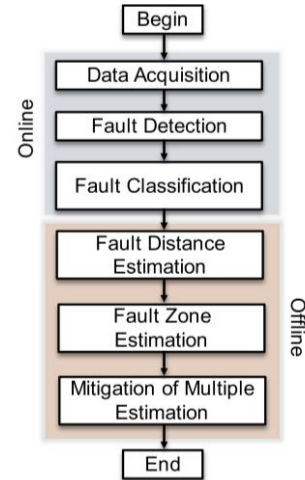 Begin
Online
Data Acquisition
Fault Detection
Fault Classification
Offline
Fault Distance
Estimation
Fault Zone
Estimation
Mitigation of Multiple
Estimation
End